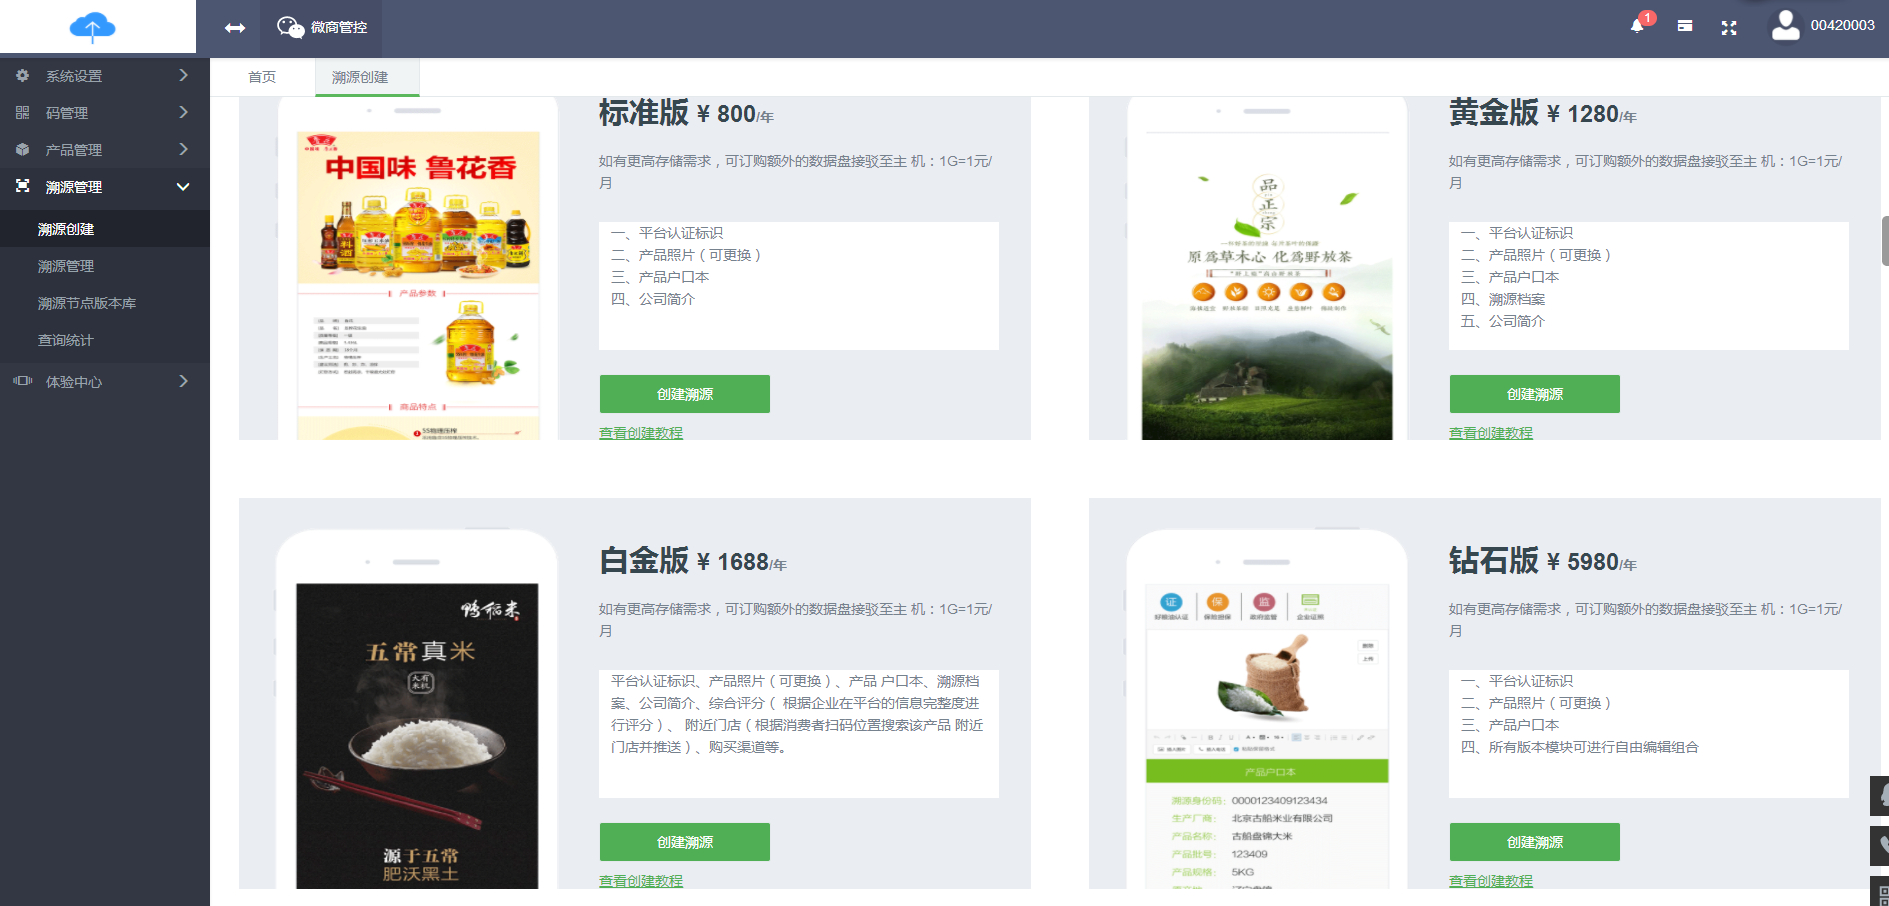 微商管控
1
00420003
系统设置
码管理
产品管理
溯源管理
溯源创建
溯源管理
溯源节点版本库
查询统计
体验中心
首页
溯源创建
中国味 鲁花香
产品参数
商品特点
标准版 ¥ 800/年
如有更高存储需求，可订购额外的数据盘接驳至主 机：1G=1元/
月
一、平台认证标识
二、产品照片（可更换）
三、产品户口本
四、公司简介
创建溯源
查看创建教程
品
正
宗
原为草木心 化为野放茶
黄金版 ¥ 1280/年
如有更高存储需求，可订购额外的数据盘接驳至主 机：1G=1元/
月
一、平台认证标识
二、产品照片（可更换）
三、产品户口本
四、溯源档案
五、公司简介
创建溯源
查看创建教程
鸭稻米
五常真米
源于五常
肥沃黑土
白金版 ¥ 1688/年
如有更高存储需求，可订购额外的数据盘接驳至主 机：1G=1元/
月
平台认证标识、产品照片（可更换）、产品 户口本、溯源档
案、公司简介、综合评分（ 根据企业在平台的信息完整度进
行评分）、 附近门店（根据消费者扫码位置搜索该产品 附近
门店并推送）、购买渠道等。
创建溯源
查看创建教程
证 保 监
好粮油认证 保险担保 政府监管 企业证照
产品户口本
溯源身份码：0000123409123434
生产厂商： 北京古船米业有限公司
产品名称： 古船盘锦大米
产品批号： 123409
产品规格： 5KG
钻石版 ¥ 5980/年
如有更高存储需求，可订购额外的数据盘接驳至主 机：1G=1元/
月
一、平台认证标识
二、产品照片（可更换）
三、产品户口本
四、所有版本模块可进行自由编辑组合
创建溯源
查看创建教程